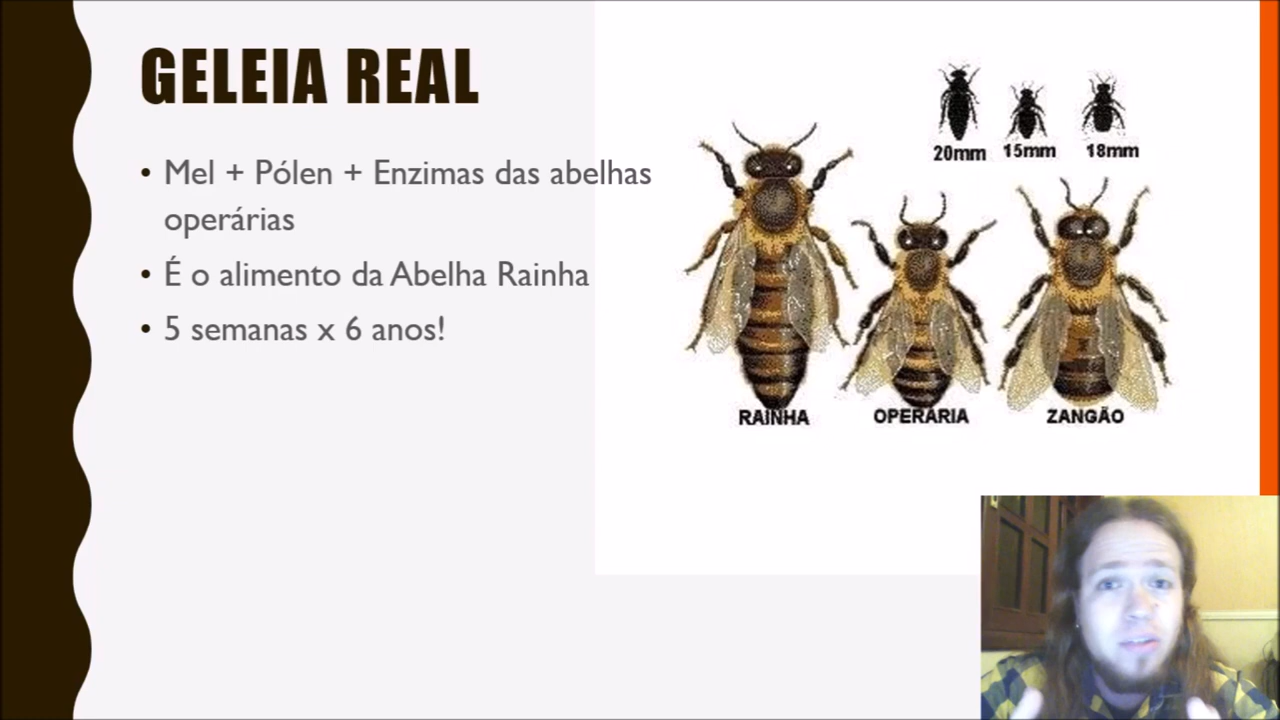 GELEIA REAL
• Mel + Pólen + Enzimas das abelhas
operárias
• É o alimento da Abelha Rainha
• 5 semanas x 6 anos!
20mm 15mm 18mm
RAINHA OPERÁRIA ZANGÃO